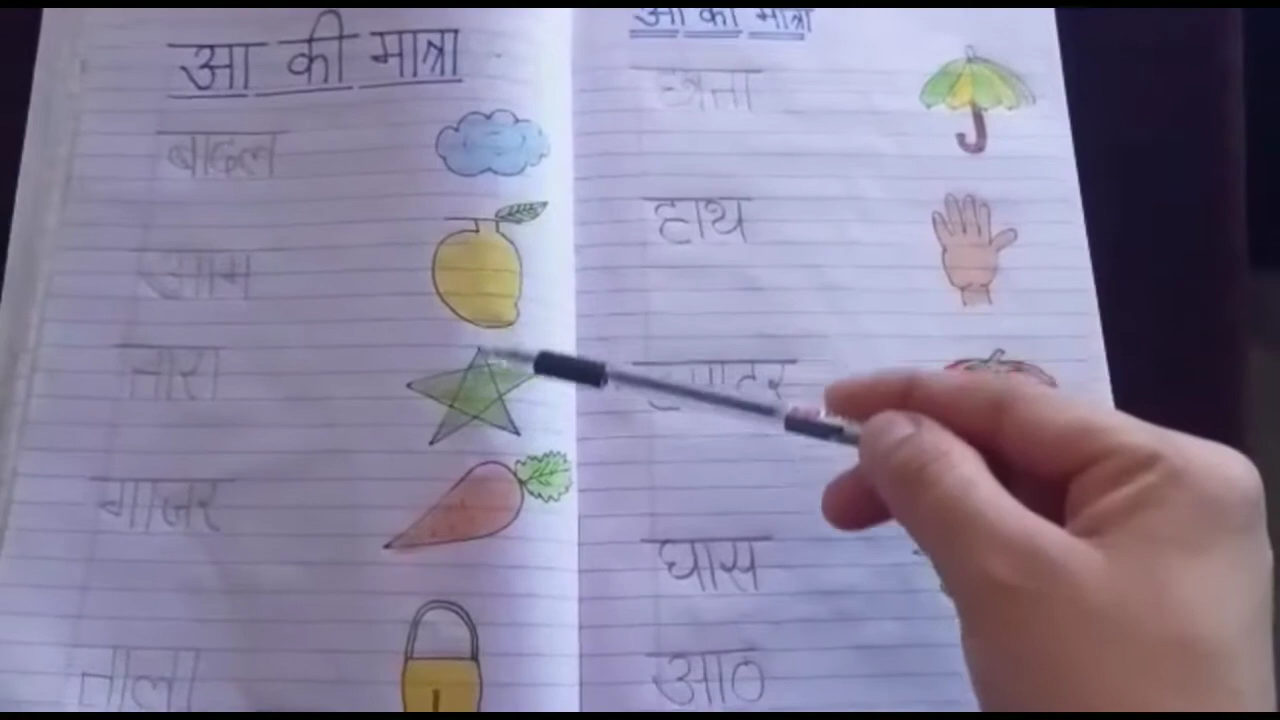 आ की मात्रा
बादल
आम
तारा
गाजर
ताला
आ की मात्रा
छाता
हाथ
घास
आठ